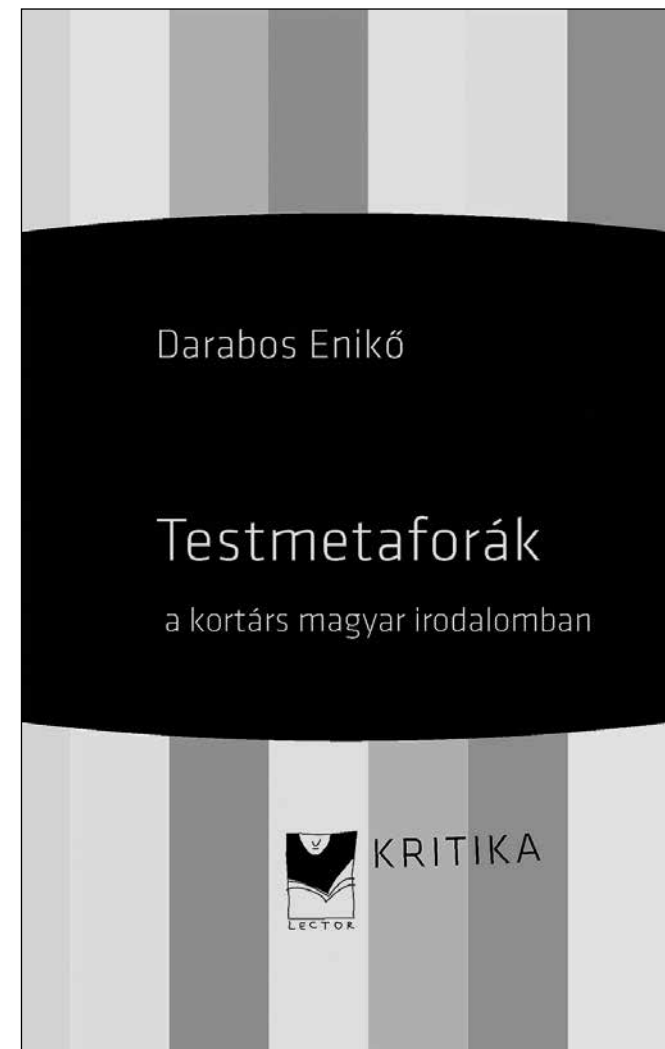 Darabos Enikő
Testmetaforák
a kortárs magyar irodalomban
KRITIKA
LECTOR